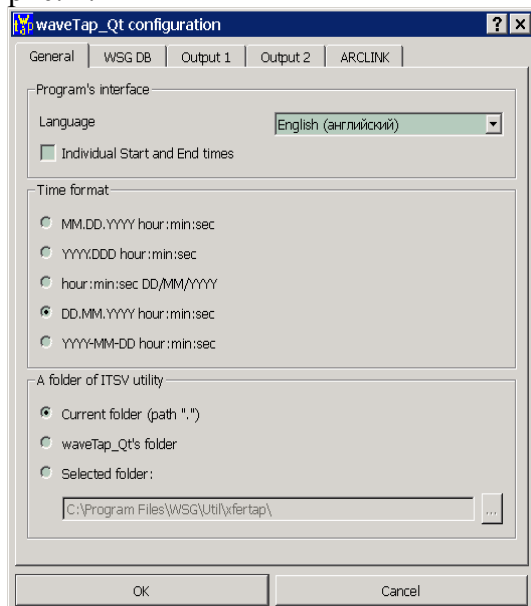 waveTap_Qt configuration
General WSG DB Output 1 Output 2 ARCLINK
Program's interface
Language English (английский)
Individual Start and End times
Time format
MM.DD.YYYY hour:min:sec
YYYY.DDD hour:min:sec
hour:min:sec DD/MM/YYYY
DD.MM.YYYY hour:min:sec
YYYY-MM-DD hour:min:sec
A folder of ITSV utility
Current folder (path ".")
waveTap_Qt's folder
Selected folder:
C:\Program Files\WSG\Util\xfertap\ ...
OK Cancel